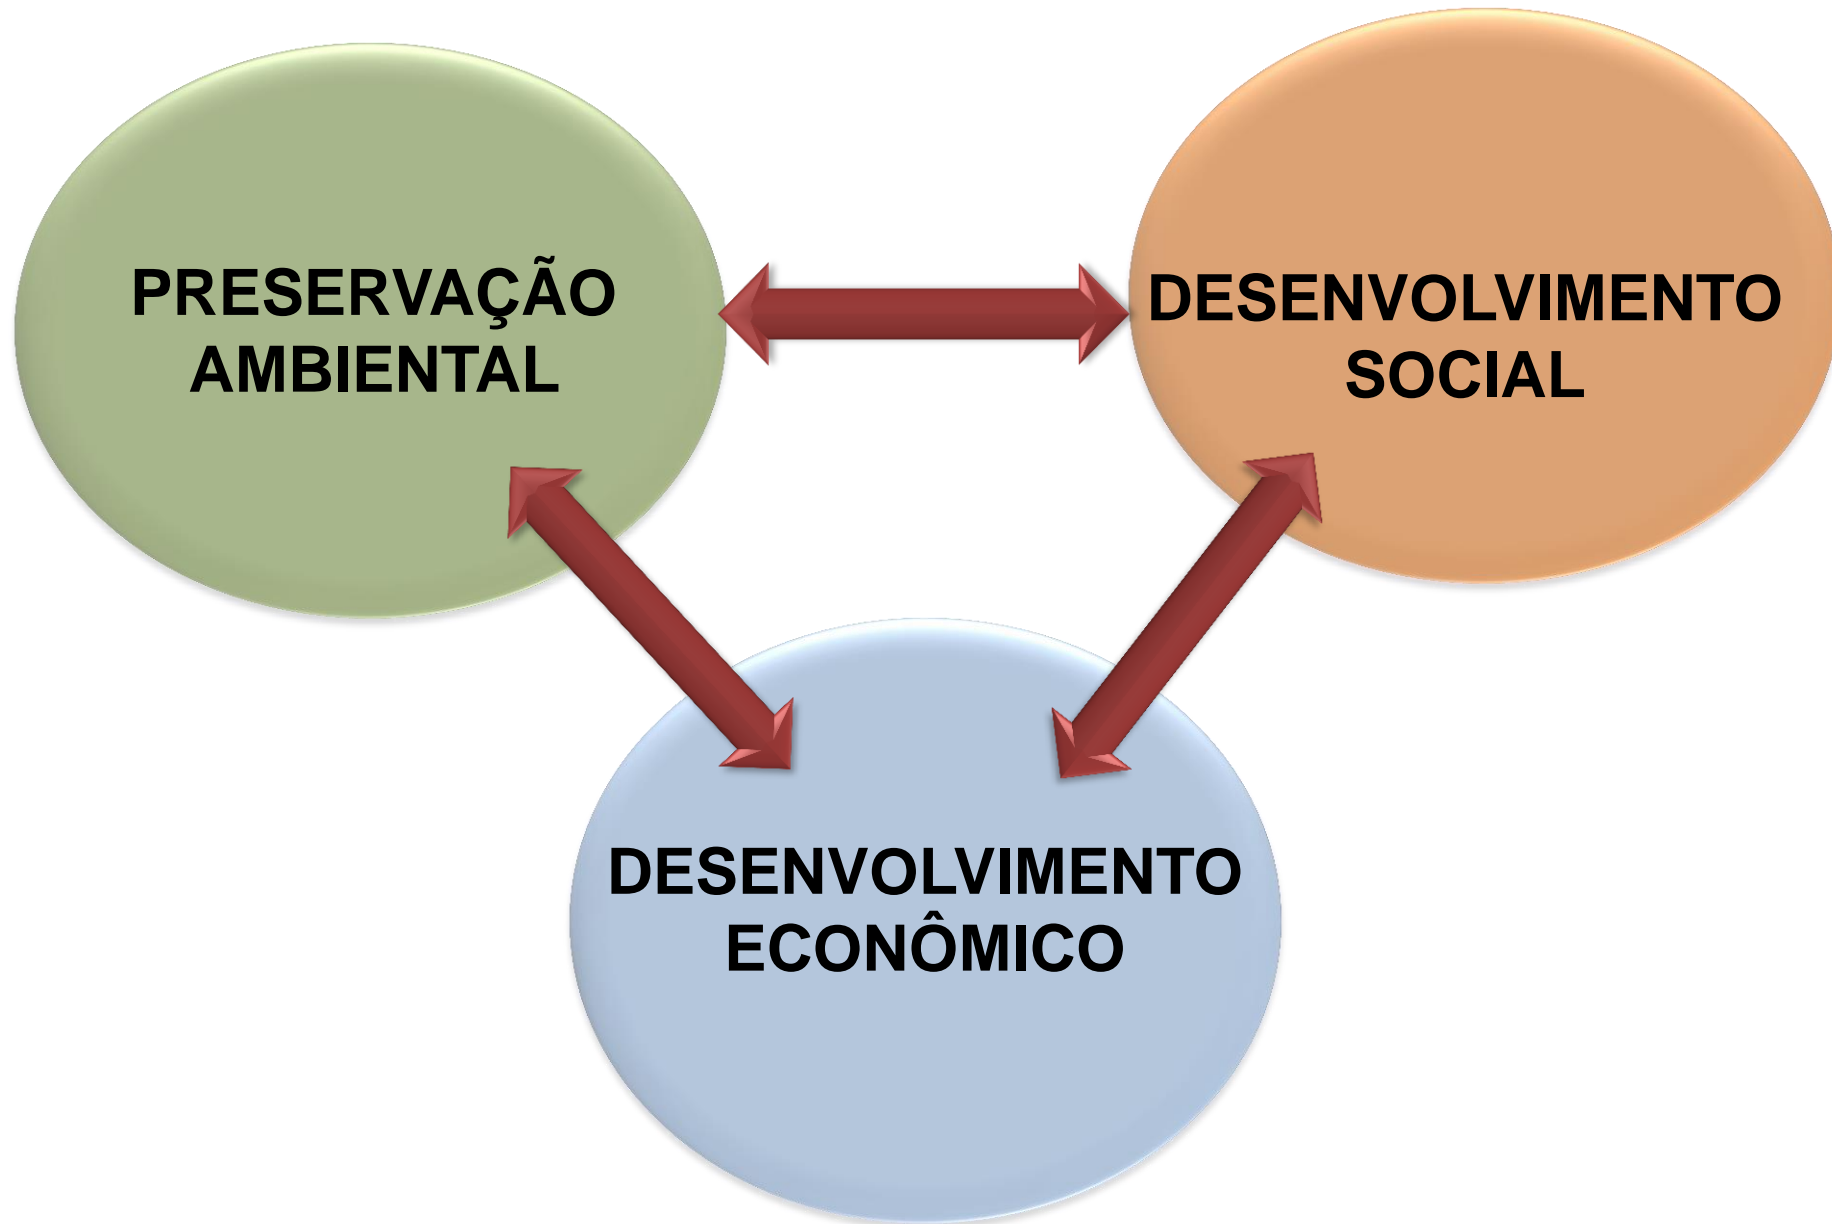 PRESERVAÇÃO
AMBIENTAL
DESENVOLVIMENTO
SOCIAL
DESENVOLVIMENTO
ECONÔMICO